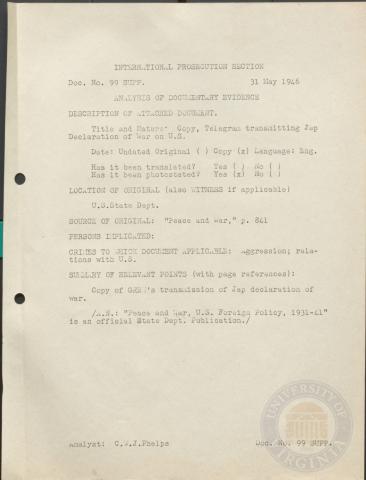 INTERNATIONAL PROSECUTION SECTION
Doc. No. 99 SUPP. 31 May 1946
ANALYSIS OF DOCUMENTARY EVIDENCE
DESCRIPTION OF ATTACHED DOCUMENT.
Title and Nature: Copy, Telegram transmitting Jap
Declaration of War on U.S.
Date: Undated Original ( ) Copy (x) Language: Eng.
Has it been translated? Yes ( ) No ( )
Has it been photostated? Yes (x) No ( )
LOCATION OF ORIGINAL (also WITNESS if applicable)
U.S.State Dept.
SOURCE OF ORIGINAL: "Peace and War," p. 841
PERSONS IMPLICATED:
CRIMES TO WHICH DOCUMENT APPLICABLE: Aggression; rela-
tions with U.S.
SUMMARY OF RELEVANT POINTS (with page references):
Copy of GREW's transmission of Jap declaration of
war.
/A.N.: "Peace and War, U.S. Foreign Policy, 1931-41"
is an official State Dept. Publication./
Analyst: C.W.J.Phelps Doc. No. 99 SUPP.
UNIVERSITY OF VIRGINIA